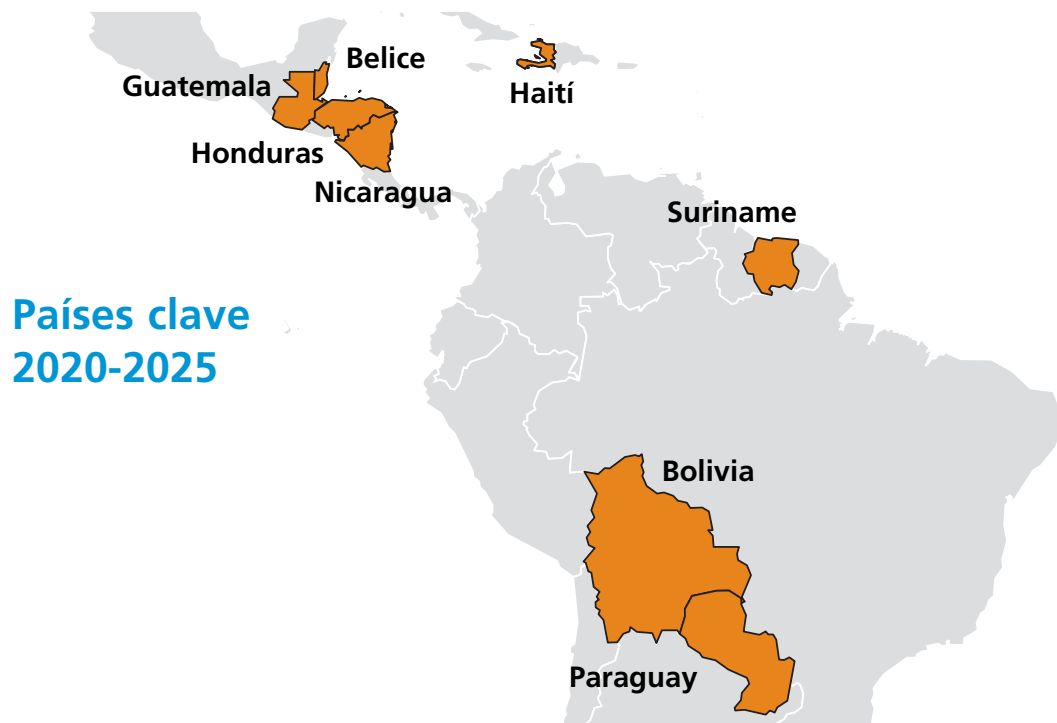 Belice
Guatemala
Haití
Honduras
Nicaragua
Suriname
Países clave
2020-2025
Bolivia
Paraguay